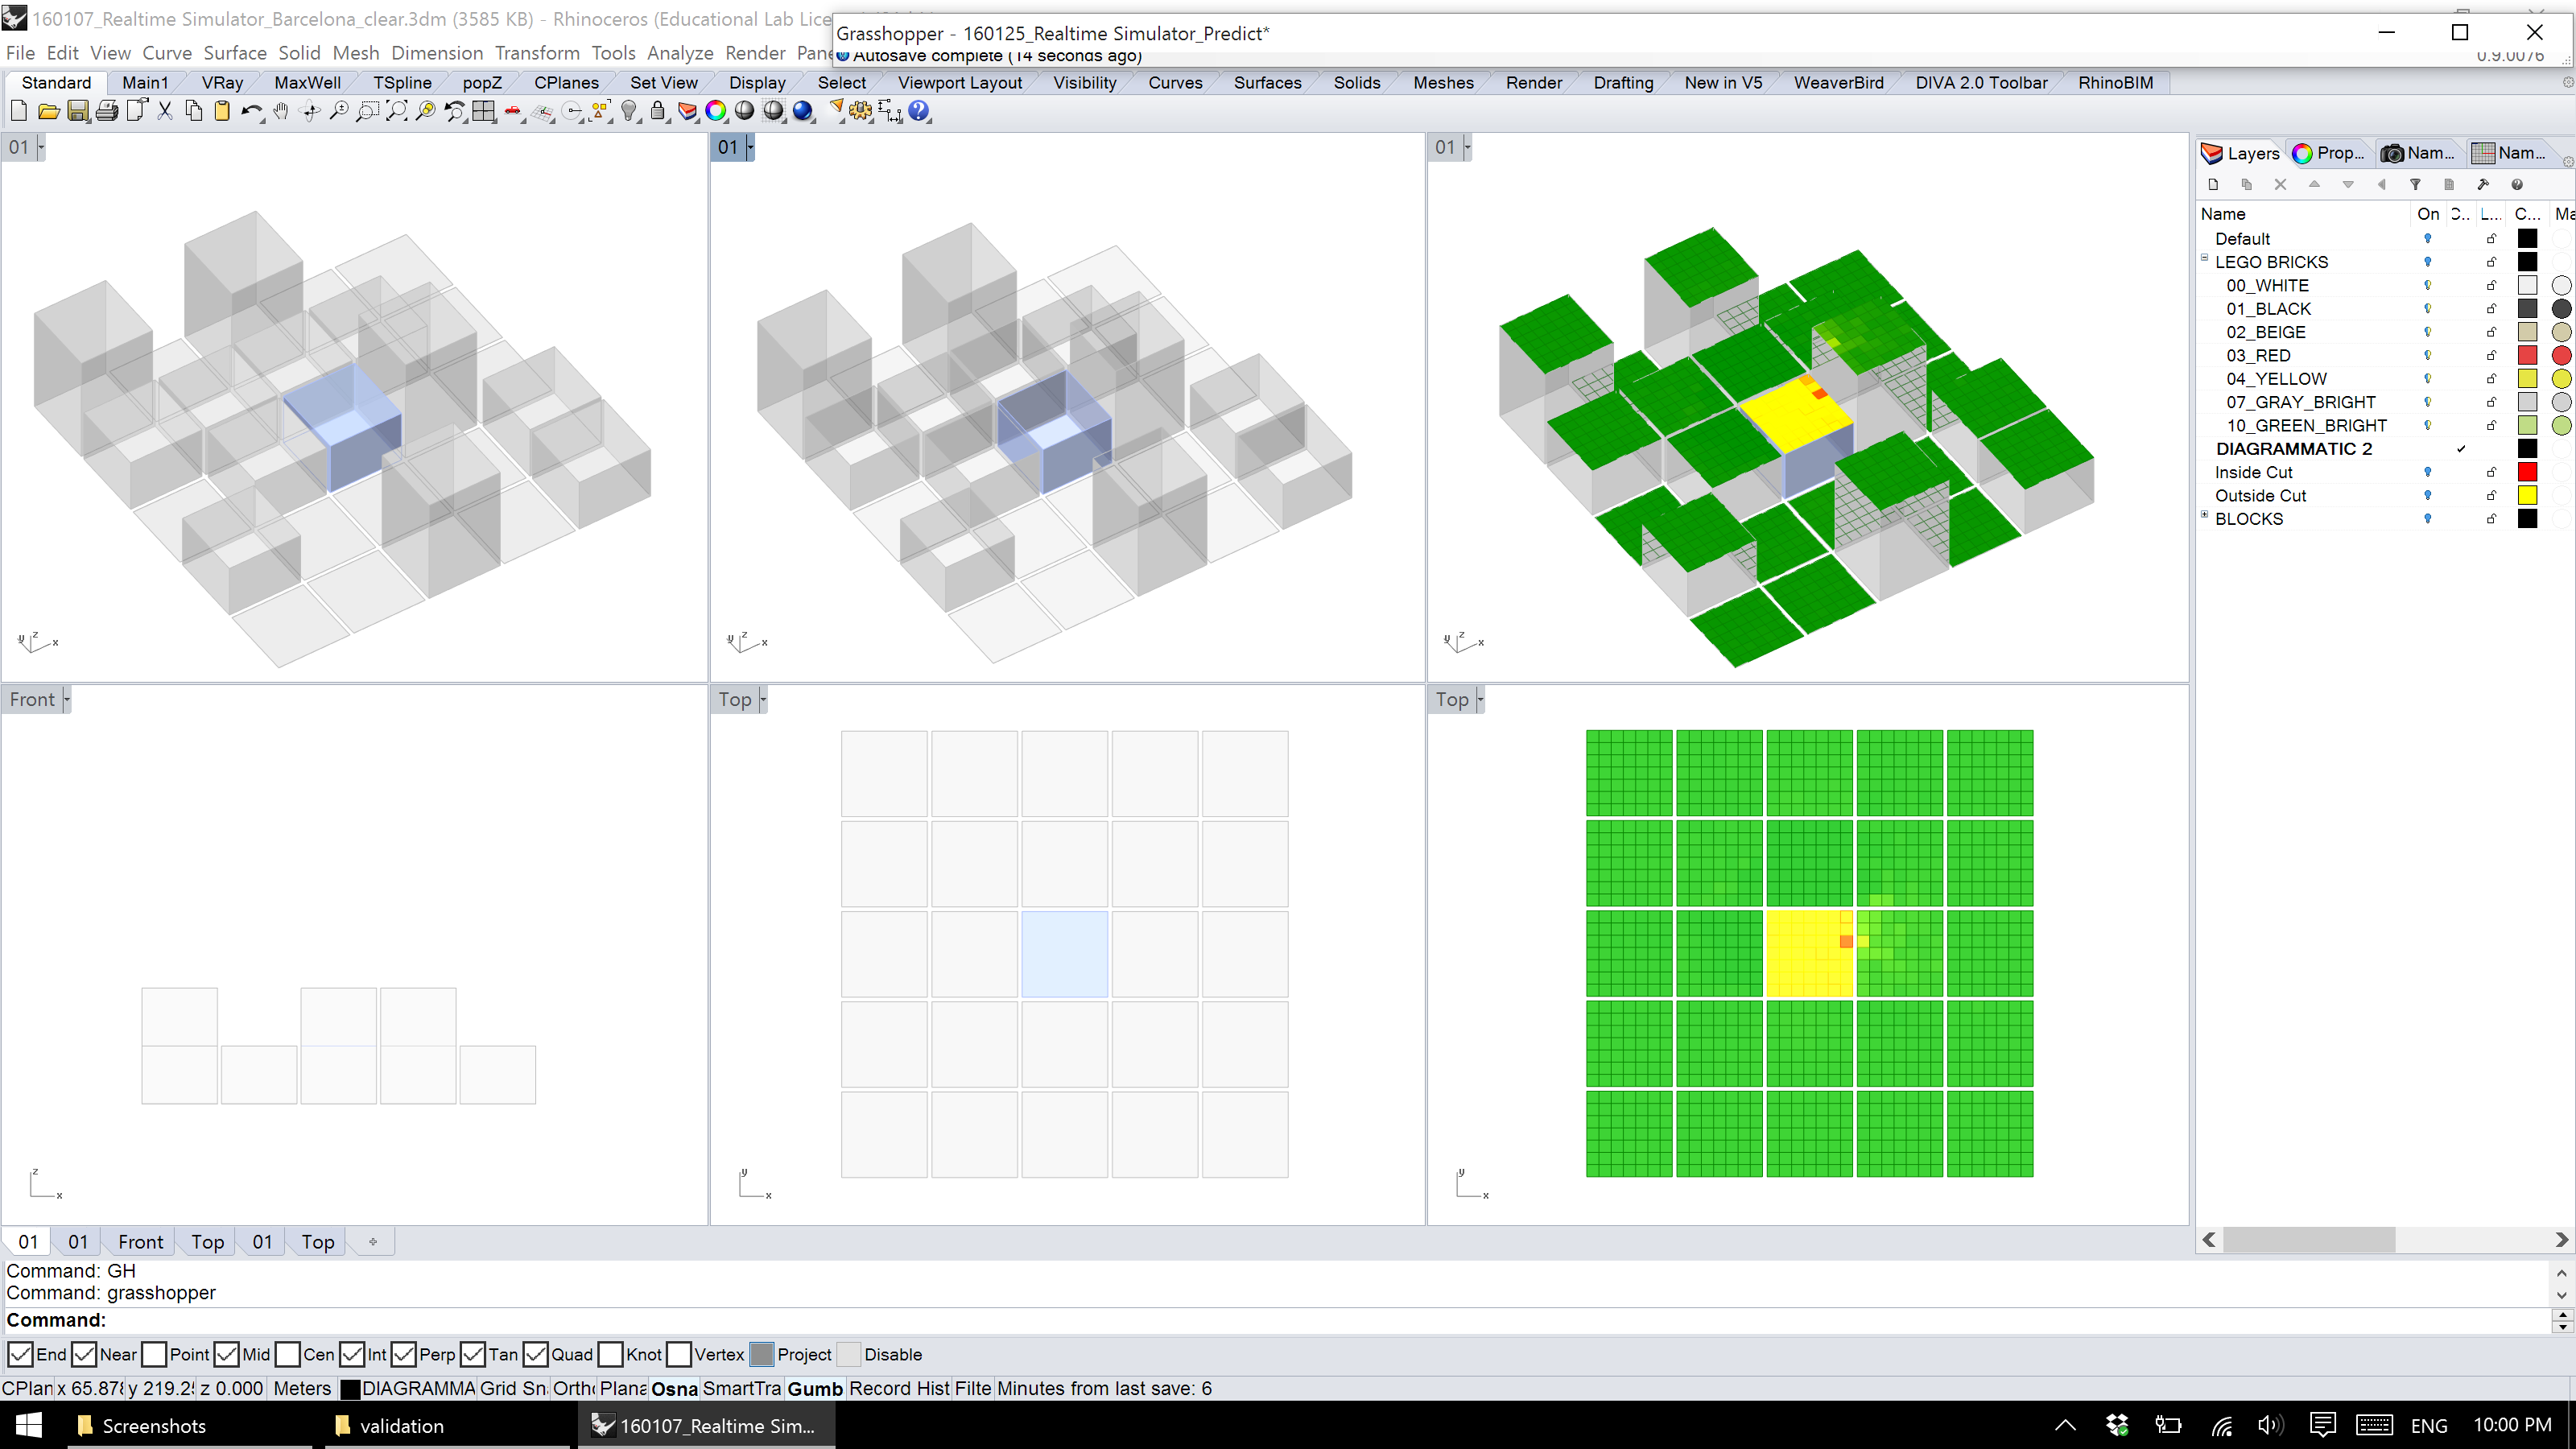 160107_Realtime Simulator_Barcelona_clear.3dm (3585 KB) - Rhinoceros (Educational Lab Lice
Grasshopper - 160125_Realtime Simulator_Predict*
Autosave complete (14 seconds ago)
0.9.0076
File Edit View Curve Surface Solid Mesh Dimension Transform Tools Analyze Render Pane
Standard Main1 VRay MaxWell TSpline popZ CPlanes Set View Display Select Viewport Layout Visibility Curves Surfaces Solids Meshes Render Drafting New in V5 WeaverBird DIVA 2.0 Toolbar RhinoBIM
01
01
01
z
y x
z
y x
z
y x
Front
Top
Top
z
x
y
x
y
x
Layers Prop... Nam... Nam...
Name On C.. L... C... Ma
Default
LEGO BRICKS
00_WHITE
01_BLACK
02_BEIGE
03_RED
04_YELLOW
07_GRAY_BRIGHT
10_GREEN_BRIGHT
DIAGRAMMATIC 2
Inside Cut
Outside Cut
BLOCKS
01 01 Front Top 01 Top
Command: GH
Command: grasshopper
Command:
End Near Point Mid Cen Int Perp Tan Quad Knot Vertex Project Disable
CPlan x 65.878 y 219.25 z 0.000 Meters DIAGRAMMA Grid Sn Ortho Plana Osna SmartTra Gumb Record Hist Filte Minutes from last save: 6
Screenshots validation 160107_Realtime Sim... ENG 10:00 PM